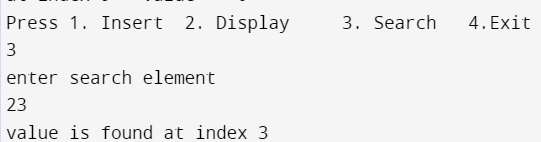 Press 1. Insert  2. Display     3. Search   4.Exit
3
enter search element
23
value is found at index 3